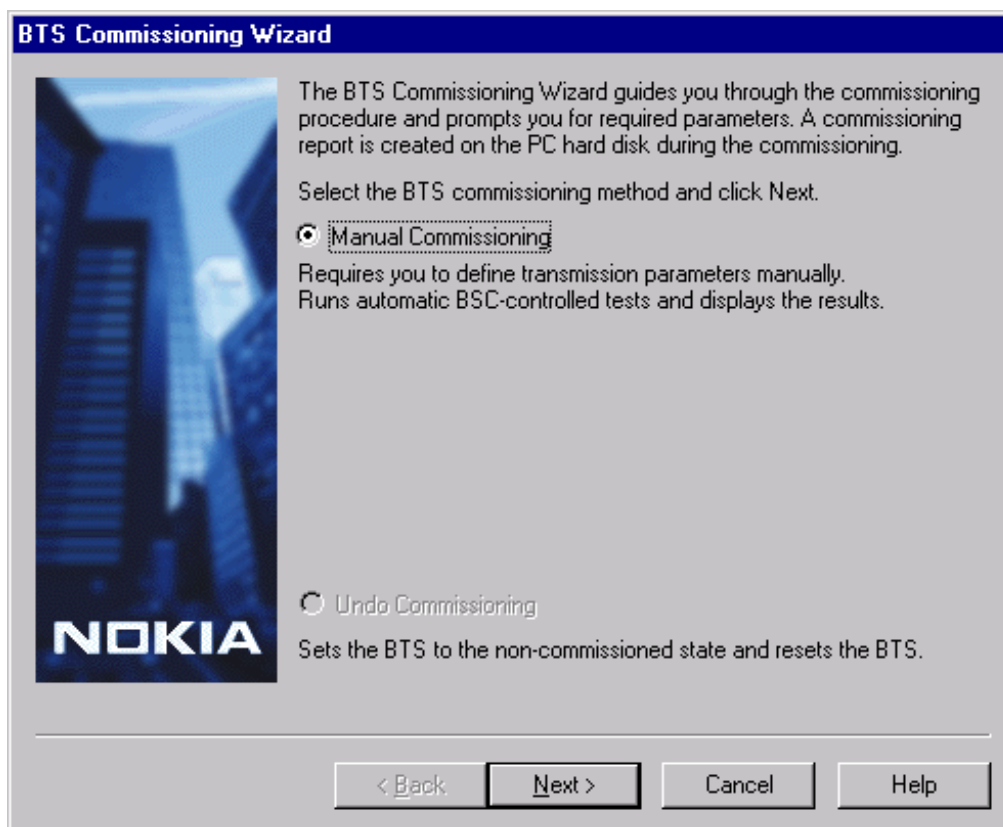 BTS Commissioning Wizard
The BTS Commissioning Wizard guides you through the commissioning
procedure and prompts you for required parameters. A commissioning
report is created on the PC hard disk during the commissioning.
Select the BTS commissioning method and click Next.
Manual Commissioning
Requires you to define transmission parameters manually.
Runs automatic BSC-controlled tests and displays the results.
Undo Commissioning
Sets the BTS to the non-commissioned state and resets the BTS.
NOKIA
< Back Next > Cancel Help